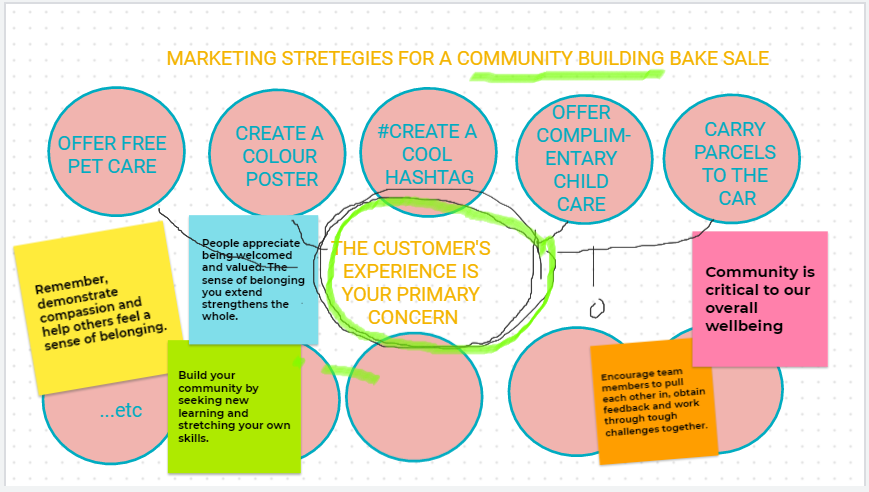 MARKETING STRETEGIES FOR A COMMUNITY BUILDING BAKE SALE
OFFER FREE
PET CARE
CREATE A
COLOUR
POSTER
#CREATE A
COOL
HASHTAG
OFFER
COMPLIM-
ENTARY
CHILD
CARE
CARRY
PARCELS
TO THE
CAR
Remember,
demonstrate
compassion and
help others feel a
sense of belonging.
People appreciate
being welcomed
and valued. The
sense of belonging
you extend
strengthens the
whole.
THE CUSTOMER'S
EXPERIENCE IS
YOUR PRIMARY
CONCERN
Community is
critical to our
overall
wellbeing
...etc
Build your
community by
seeking new
learning and
stretching your own
skills.
Encourage team
members to pull
each other in, obtain
feedback and work
through tough
challenges together.